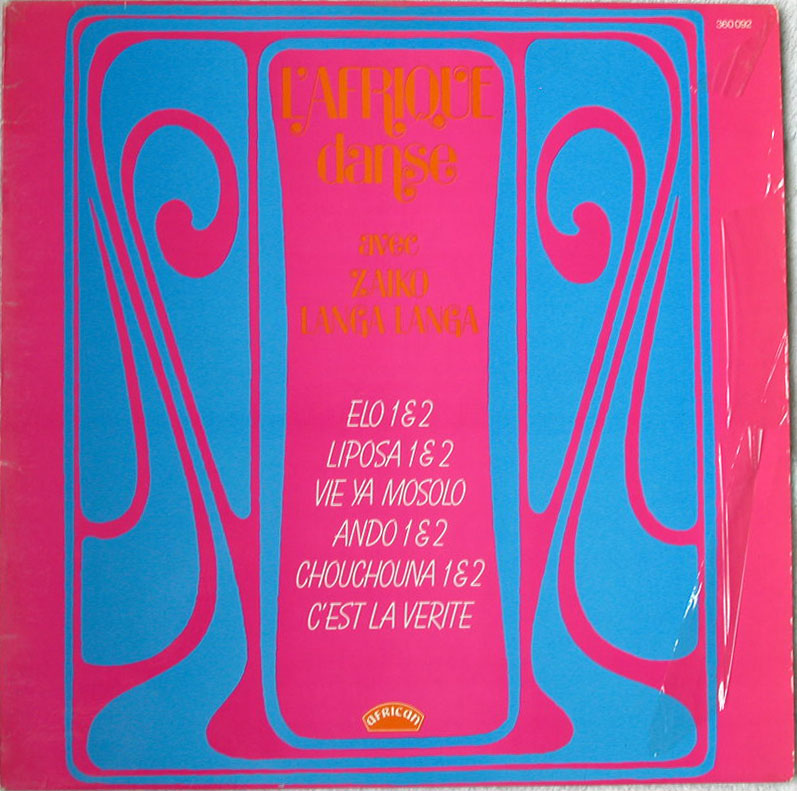 360 092
L'AFRIQUE
danse
avec
ZAIKO
LANGA LANGA
ELO 1 & 2
LIPOSA 1 & 2
VIE YA MOSOLO
ANDO 1 & 2
CHOUCHOUNA 1 & 2
C'EST LA VERITE
african